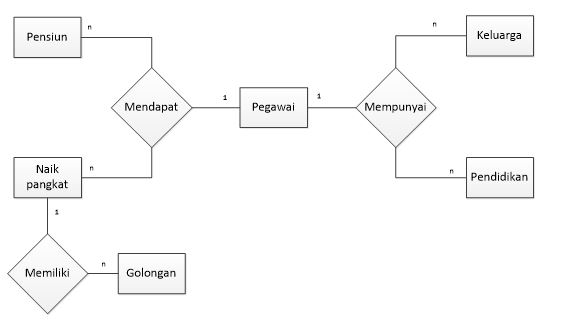 Pensiun
n
n
Keluarga
Mendapat
1
Pegawai
1
Mempunyai
Naik
pangkat
n
n
Pendidikan
1
Memiliki
n
Golongan